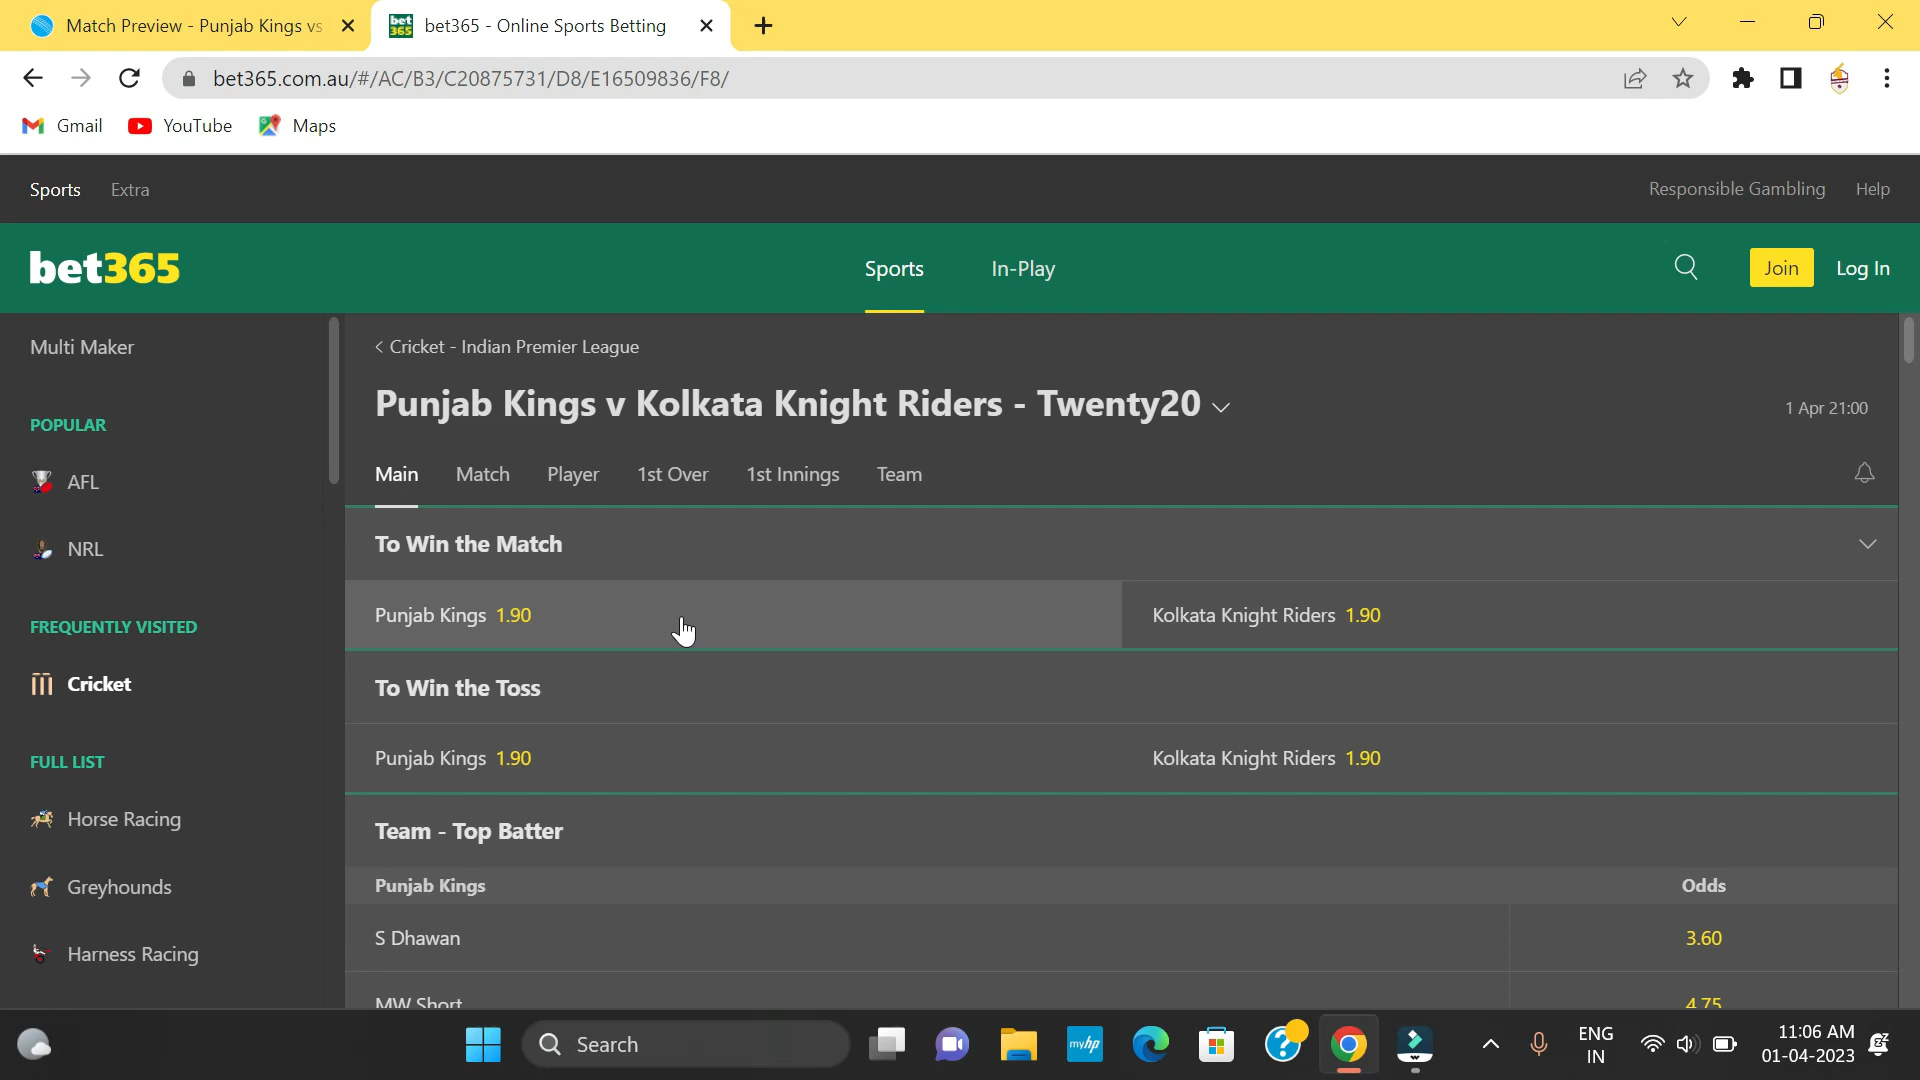 Match Preview - Punjab Kings vs
bet365 - Online Sports Betting
bet365.com.au/#/AC/B3/C20875731/D8/E16509836/F8/
Gmail
YouTube
Maps
Sports
Extra
Responsible Gambling
Help
bet365
Sports
In-Play
Join
Log In
Multi Maker
POPULAR
AFL
NRL
FREQUENTLY VISITED
Cricket
FULL LIST
Horse Racing
Greyhounds
Harness Racing
< Cricket - Indian Premier League
Punjab Kings v Kolkata Knight Riders - Twenty20
1 Apr 21:00
Main
Match
Player
1st Over
1st Innings
Team
To Win the Match
Punjab Kings 1.90
Kolkata Knight Riders 1.90
To Win the Toss
Punjab Kings 1.90
Kolkata Knight Riders 1.90
Team - Top Batter
Punjab Kings
Odds
S Dhawan
3.60
MW Short
4.75
Search
myhp
ENG
IN
11:06 AM
01-04-2023